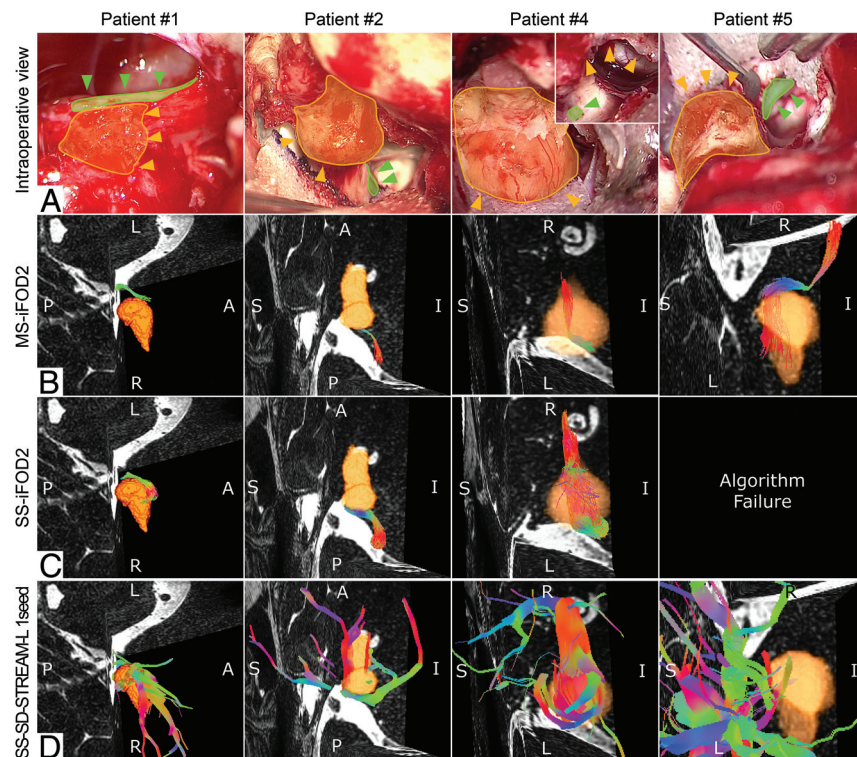 Patient #1 Patient #2 Patient #4 Patient #5
Intraoperative view
A
MS-iFOD2
B
L
P A
R
A
S I
P
R
S I
L
R
S I
L
SS-iFOD2
C
L
P A
R
A
S I
P
R
S I
L
Algorithm
Failure
SS-SD-STREAM-L 1seed
D
L
P A
R
A
S I
P
R
S I
L
R
S I
L